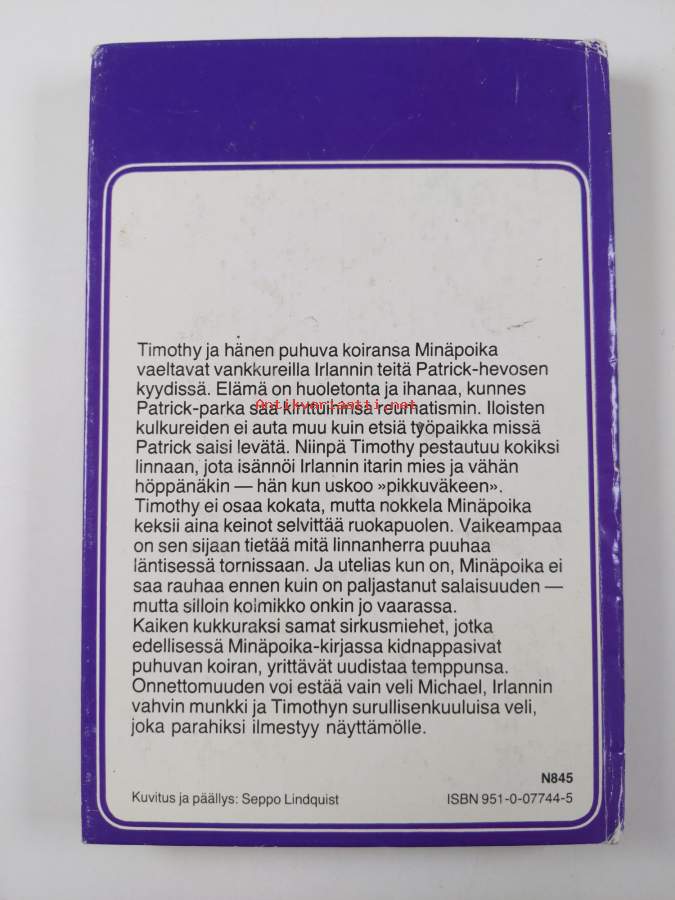 Timothy ja hänen puhuva koiransa Minäpoika
vaeltavat vankkureilla Irlannin teitä Patrick-hevosen
kyydissä. Elämä on huoletonta ja ihanaa, kunnes
Patrick-parka saa kinttuihinsa reumatismin. Iloisten
Antikvariaatti.net
kulkureiden ei auta muu kuin etsiä työpaikka missä
Patrick saisi levätä. Niinpä Timothy pestautuu kokiksi
linnaan, jota isännöi Irlannin itarin mies ja vähän
höppänäkin — hän kun uskoo »pikkuväkeen».
Timothy ei osaa kokata, mutta nokkela Minäpoika
keksii aina keinot selvittää ruokapuolen. Vaikeampaa
on sen sijaan tietää mitä linnanherra puuhaa
läntisessä tornissaan. Ja utelias kun on, Minäpoika ei
saa rauhaa ennen kuin on paljastanut salaisuuden —
mutta silloin kolmikko onkin jo vaarassa.
Kaiken kukkuraksi samat sirkusmiehet, jotka
edellisessä Minäpoika-kirjassa kidnappasivat
puhuvan koiran, yrittävät uudistaa temppunsa.
Onnettomuuden voi estää vain veli Michael, Irlannin
vahvin munkki ja Timothyn surullisenkuuluisa veli,
joka parahiksi ilmestyy näyttämölle.
N845
Kuvitus ja päällys: Seppo Lindquist
ISBN 951-0-07744-5